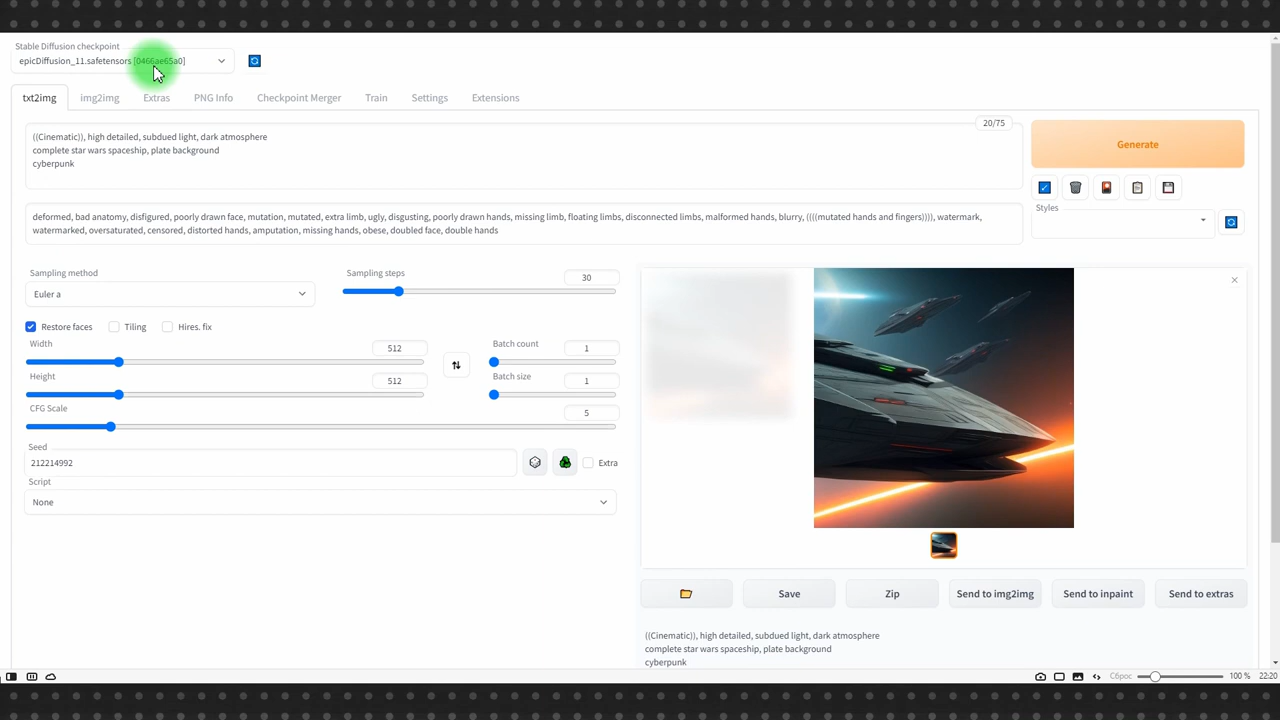 Stable Diffusion checkpoint
epicDiffusion_11.safetensors [0466ae65a0]
txt2img
img2img
Extras
PNG Info
Checkpoint Merger
Train
Settings
Extensions
20/75
((Cinematic)), high detailed, subdued light, dark atmosphere
complete star wars spaceship, plate background
cyberpunk
Generate
deformed, bad anatomy, disfigured, poorly drawn face, mutation, mutated, extra limb, ugly, disgusting, poorly drawn hands, missing limb, floating limbs, disconnected limbs, malformed hands, blurry, ((((mutated hands and fingers)))), watermark,
watermarked, oversaturated, censored, distorted hands, amputation, missing hands, obese, doubled face, double hands
Styles
Sampling method
Euler a
Sampling steps
30
Restore faces
Tiling
Hires. fix
Width
512
Batch count
1
Height
512
Batch size
1
CFG Scale
5
Seed
212214992
Extra
Script
None
Save
Zip
Send to img2img
Send to inpaint
Send to extras
((Cinematic)), high detailed, subdued light, dark atmosphere
complete star wars spaceship, plate background
cyberpunk
Сброс
100 %
22:20